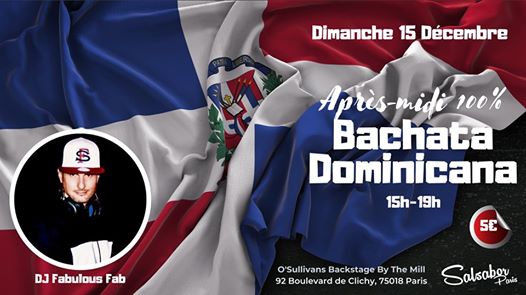 Dimanche 15 Décembre
Après-midi 100%
Bachata
Dominicana
15h-19h
5€
DJ Fabulous Fab
O'Sullivans Backstage By The Mill
92 Boulevard de Clichy, 75018 Paris
Salsabor
Paris